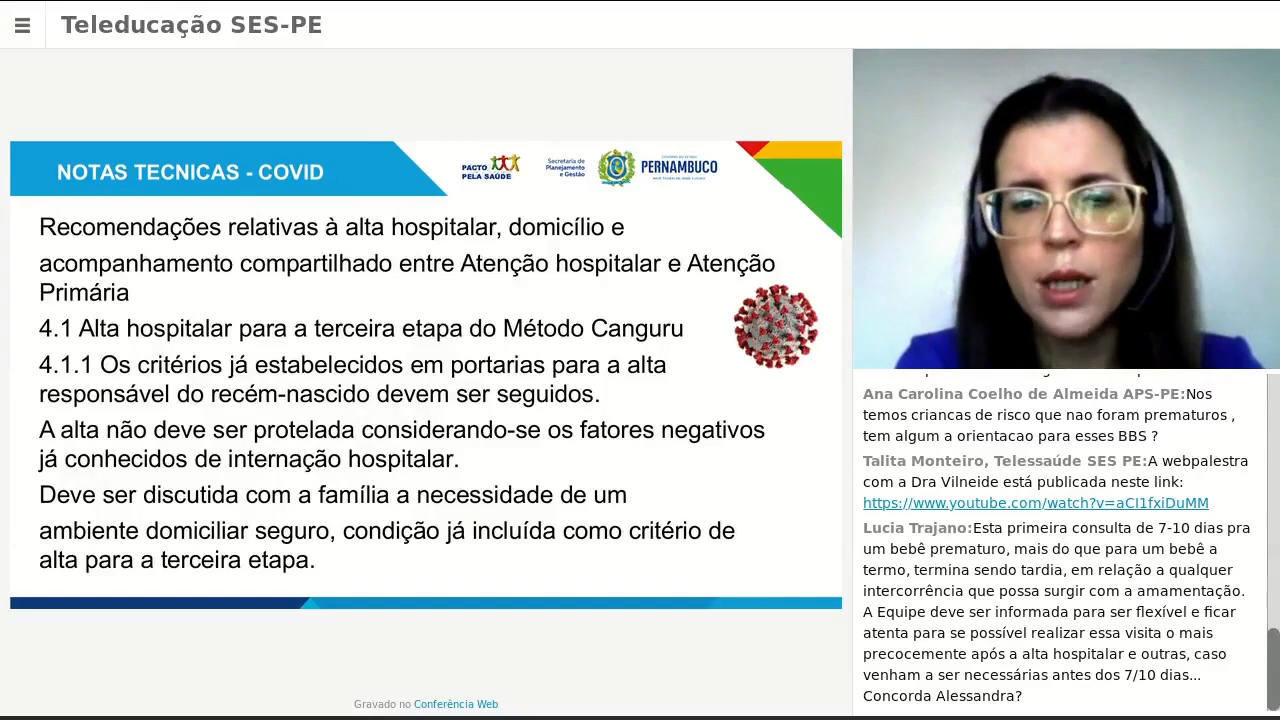 Teleducação SES-PE
NOTAS TECNICAS - COVID
PACTO
PELA SAÚDE
Secretaria de
Planejamento
e Gestão
PERNAMBUCO
Recomendações relativas à alta hospitalar, domicílio e
acompanhamento compartilhado entre Atenção hospitalar e Atenção
Primária
4.1 Alta hospitalar para a terceira etapa do Método Canguru
4.1.1 Os critérios já estabelecidos em portarias para a alta
responsável do recém-nascido devem ser seguidos.
A alta não deve ser protelada considerando-se os fatores negativos
já conhecidos de internação hospitalar.
Deve ser discutida com a família a necessidade de um
ambiente domiciliar seguro, condição já incluída como critério de
alta para a terceira etapa.
Gravado no Conferência Web
Ana Carolina Coelho de Almeida APS-PE:Nos
temos criancas de risco que nao foram prematuros ,
tem algum a orientacao para esses BBS ?
Talita Monteiro, Telessaúde SES PE:A webpalestra
com a Dra Vilneide está publicada neste link:
https://www.youtube.com/watch?v=aCI1fxiDuMM
Lucia Trajano:Esta primeira consulta de 7-10 dias pra
um bebê prematuro, mais do que para um bebê a
termo, termina sendo tardia, em relação a qualquer
intercorrência que possa surgir com a amamentação.
A Equipe deve ser informada para ser flexível e ficar
atenta para se possível realizar essa visita o mais
precocemente após a alta hospitalar e outras, caso
venham a ser necessárias antes dos 7/10 dias...
Concorda Alessandra?